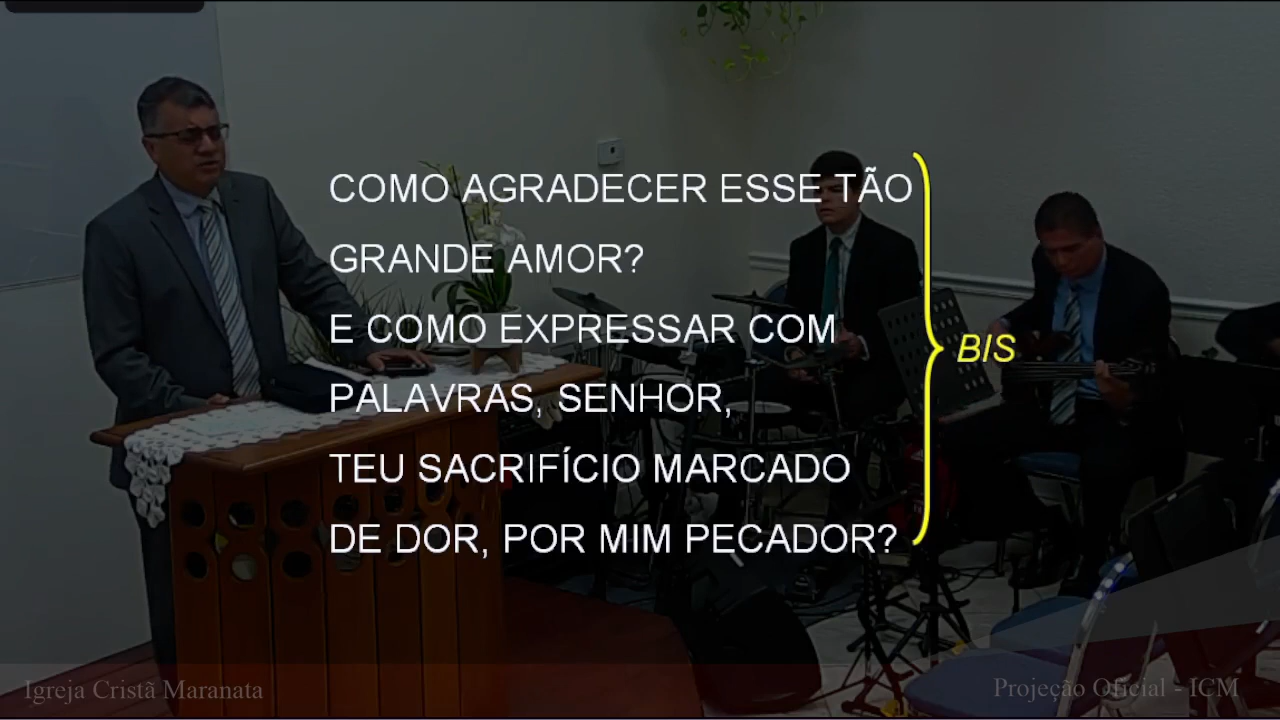 COMO AGRADECER ESSE TÃO
GRANDE AMOR?
E COMO EXPRESSAR COM
PALAVRAS, SENHOR,
TEU SACRIFÍCIO MARCADO
DE DOR, POR MIM PECADOR?
BIS
Igreja Cristã Maranata
Projeção Oficial - ICM